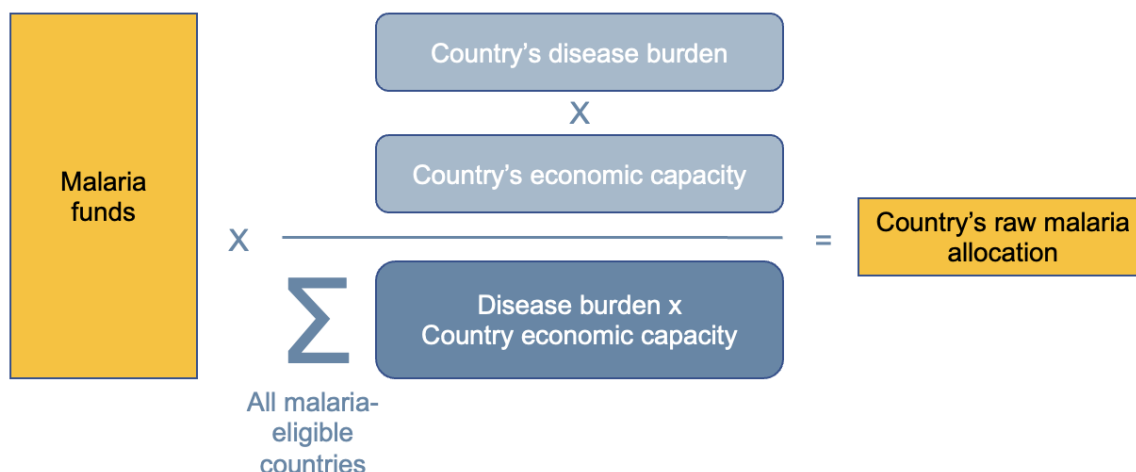 Country’s disease burden
X
Country’s economic capacity
Malaria
funds
X
=
Country’s raw malaria
allocation
∑
Disease burden x
Country economic capacity
All malaria-
eligible
countries